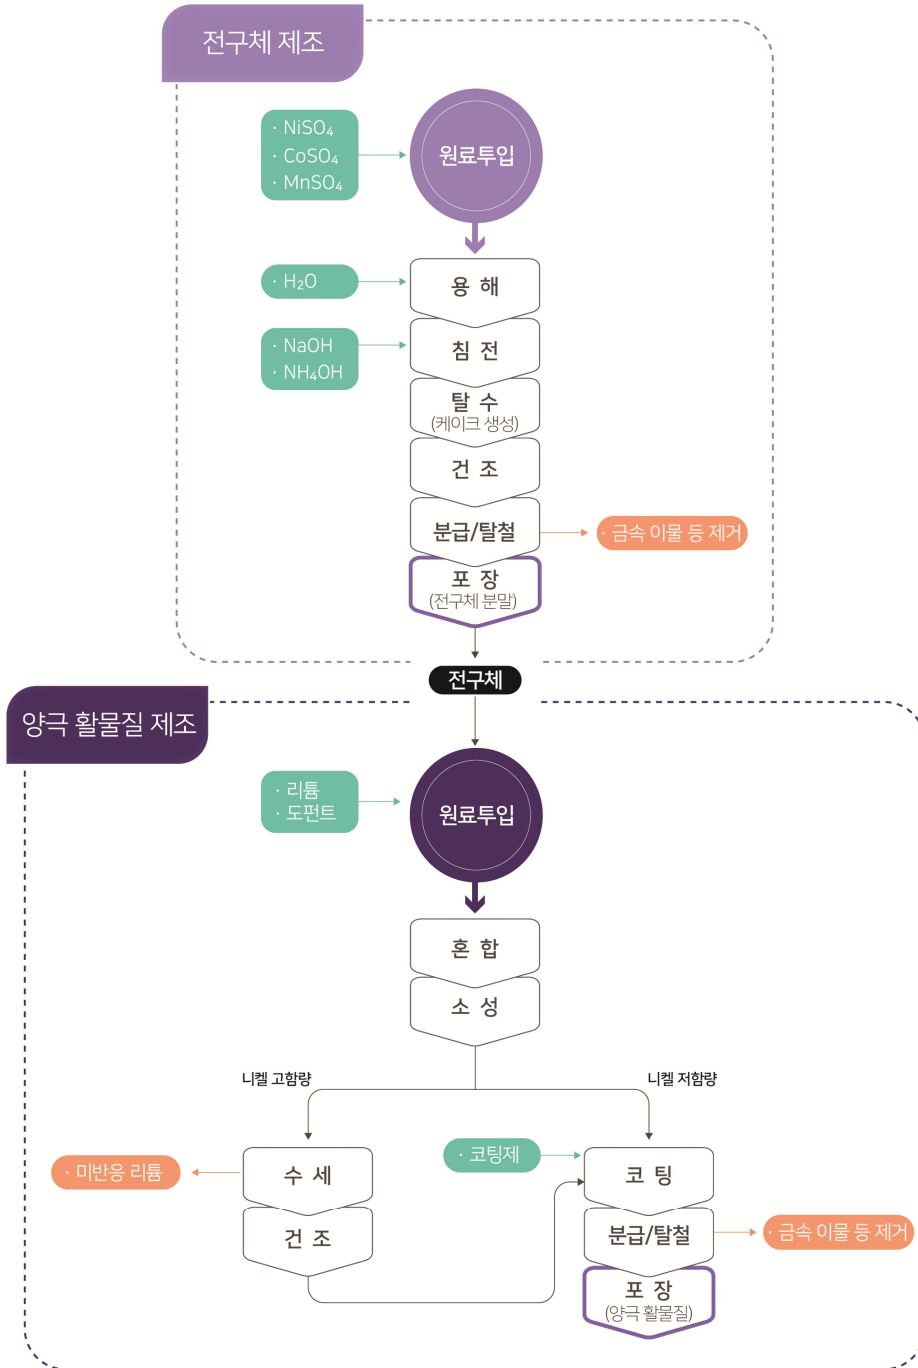 전구체 제조
· NiSO₄
· CoSO₄
· MnSO₄
원료투입
· H₂O
용 해
· NaOH
· NH₄OH
침 전
탈 수
(케이크 생성)
건 조
분급/탈철
· 금속 이물 등 제거
포 장
(전구체 분말)
전구체
양극 활물질 제조
· 리튬
· 도펀트
원료투입
혼 합
소 성
니켈 고함량
니켈 저함량
· 미반응 리튬
수 세
· 코팅제
코 팅
건 조
분급/탈철
· 금속 이물 등 제거
포 장
(양극 활물질)